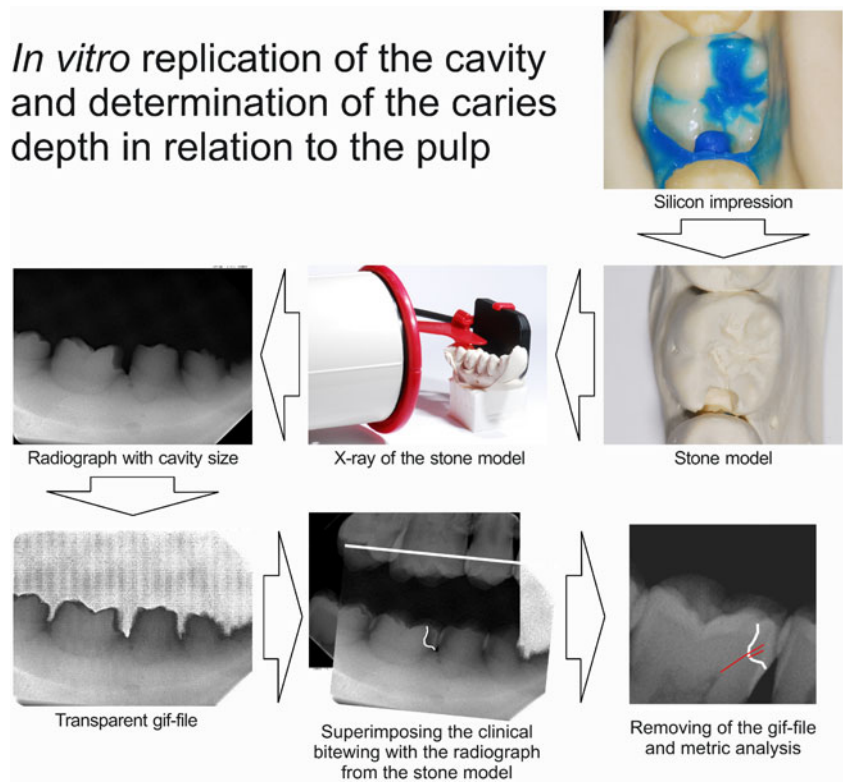 In vitro replication of the cavity
and determination of the caries
depth in relation to the pulp
Silicon impression
Stone model
X-ray of the stone model
Radiograph with cavity size
Transparent gif-file
Superimposing the clinical
bitewing with the radiograph
from the stone model
Removing of the gif-file
and metric analysis